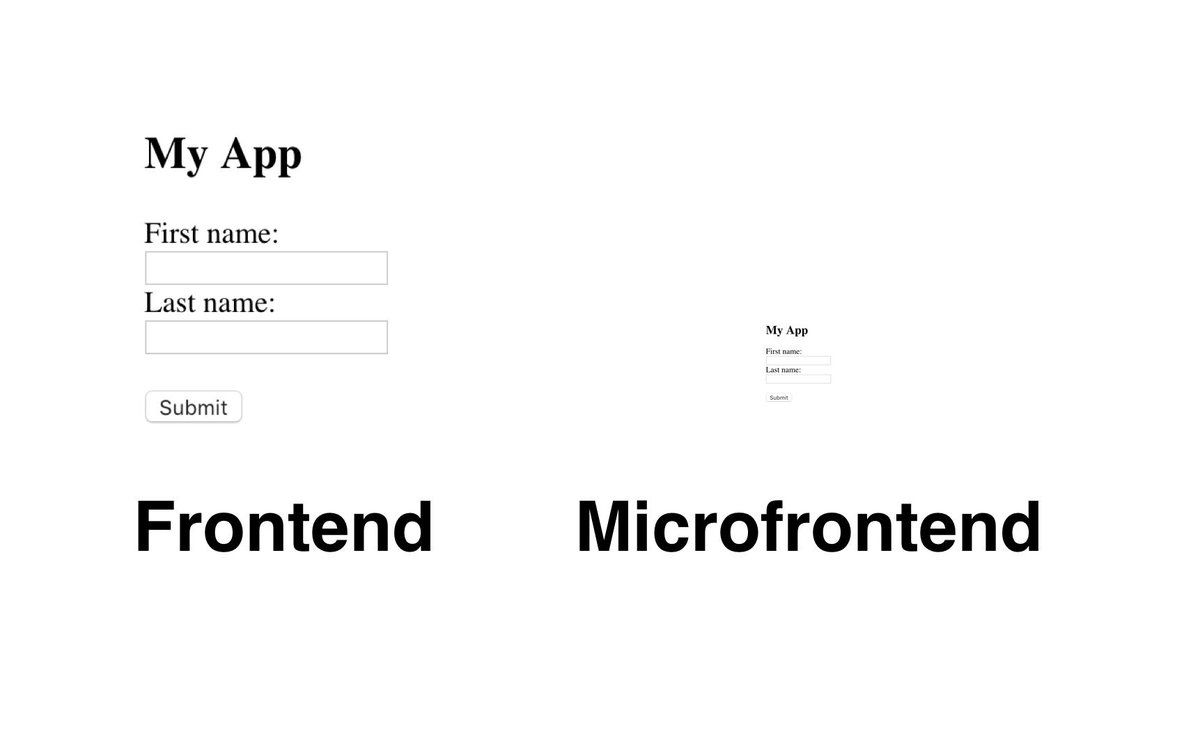 My App
First name:
Last name:
Submit
Frontend
My App
First name:
Last name:
Submit
Microfrontend